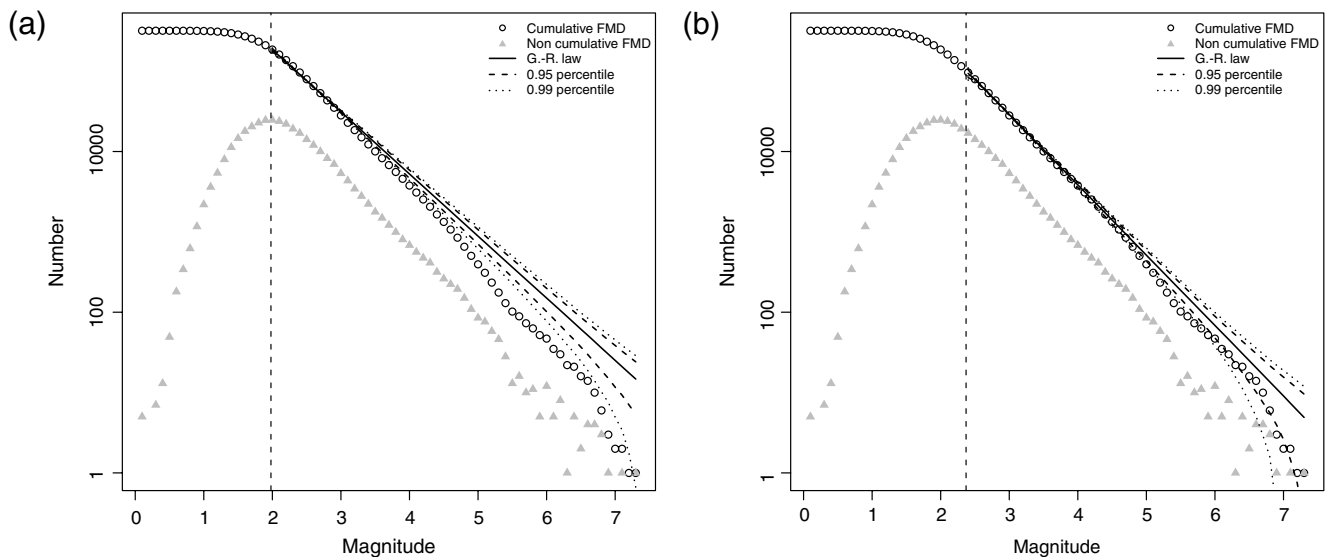 (a)
Cumulative FMD
Non cumulative FMD
G.-R. law
0.95 percentile
0.99 percentile
10000
100
1
Number
0 1 2 3 4 5 6 7
Magnitude
(b)
Cumulative FMD
Non cumulative FMD
G.-R. law
0.95 percentile
0.99 percentile
10000
100
1
Number
0 1 2 3 4 5 6 7
Magnitude